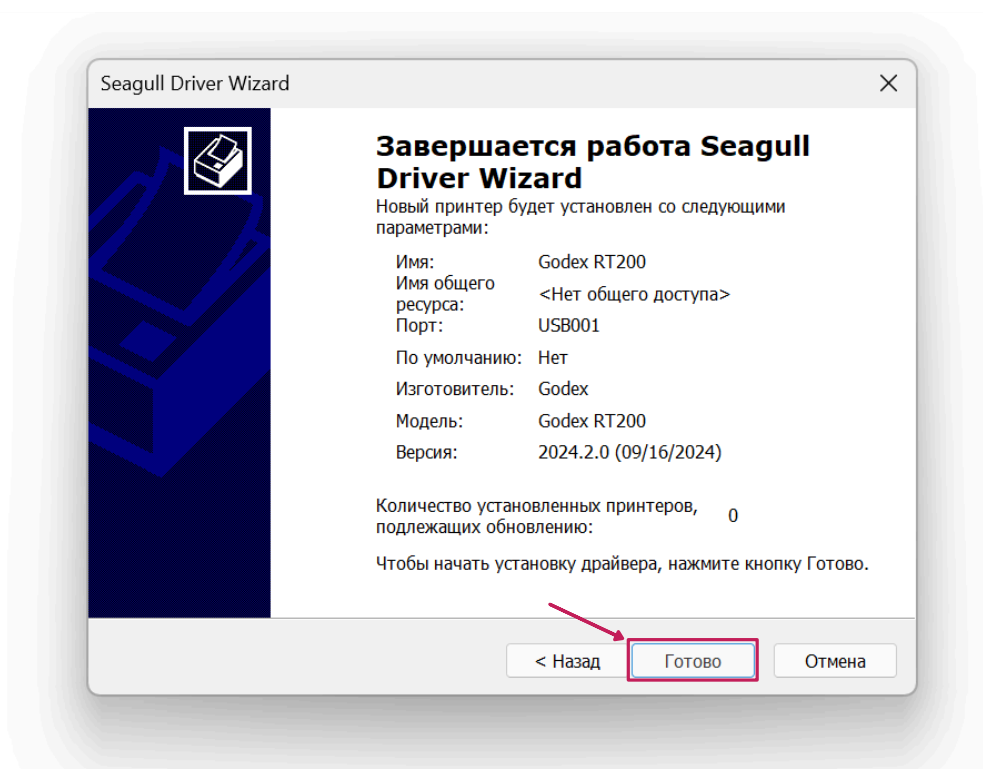 Seagull Driver Wizard
Завершается работа Seagull
Driver Wizard
Новый принтер будет установлен со следующими
параметрами:
Имя: Godex RT200
Имя общего
ресурса: <Нет общего доступа>
Порт: USB001
По умолчанию: Нет
Изготовитель: Godex
Модель: Godex RT200
Версия: 2024.2.0 (09/16/2024)
Количество установленных принтеров,
подлежащих обновлению: 0
Чтобы начать установку драйвера, нажмите кнопку Готово.
< Назад Готово Отмена